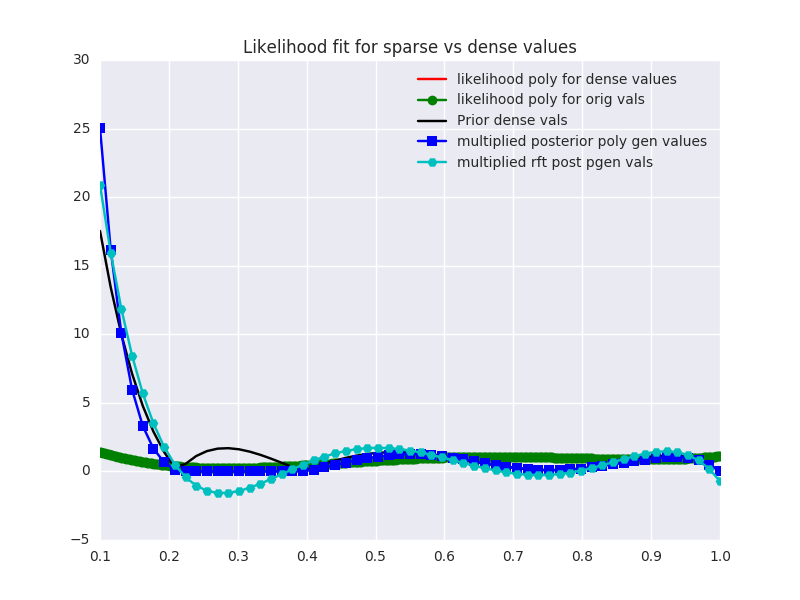 Likelihood fit for sparse vs dense values
30
25
20
15
10
5
0
−5
likelihood poly for dense values
likelihood poly for orig vals
Prior dense vals
multiplied posterior poly gen values
multiplied rft post pgen vals
0.1 0.2 0.3 0.4 0.5 0.6 0.7 0.8 0.9 1.0